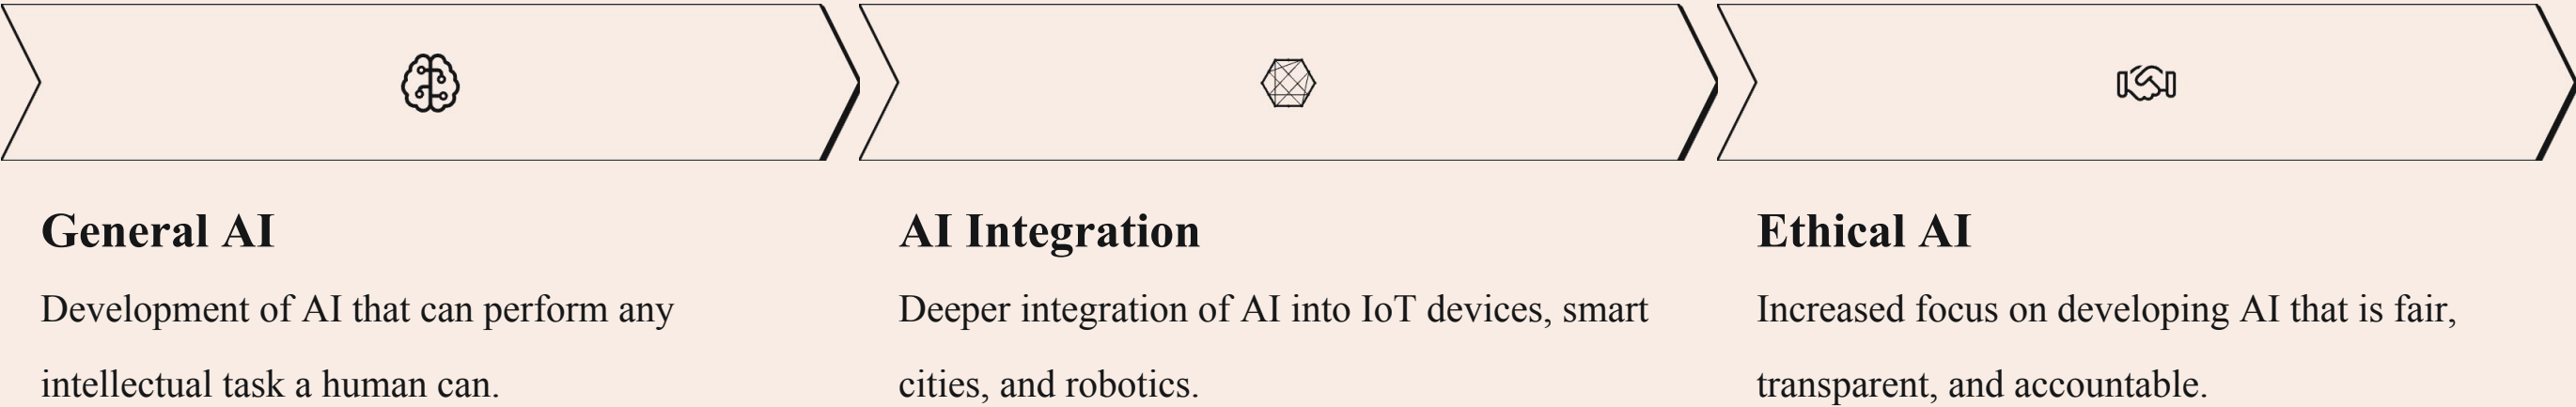 General AI
Development of AI that can perform any
intellectual task a human can.
AI Integration
Deeper integration of AI into IoT devices, smart
cities, and robotics.
Ethical AI
Increased focus on developing AI that is fair,
transparent, and accountable.